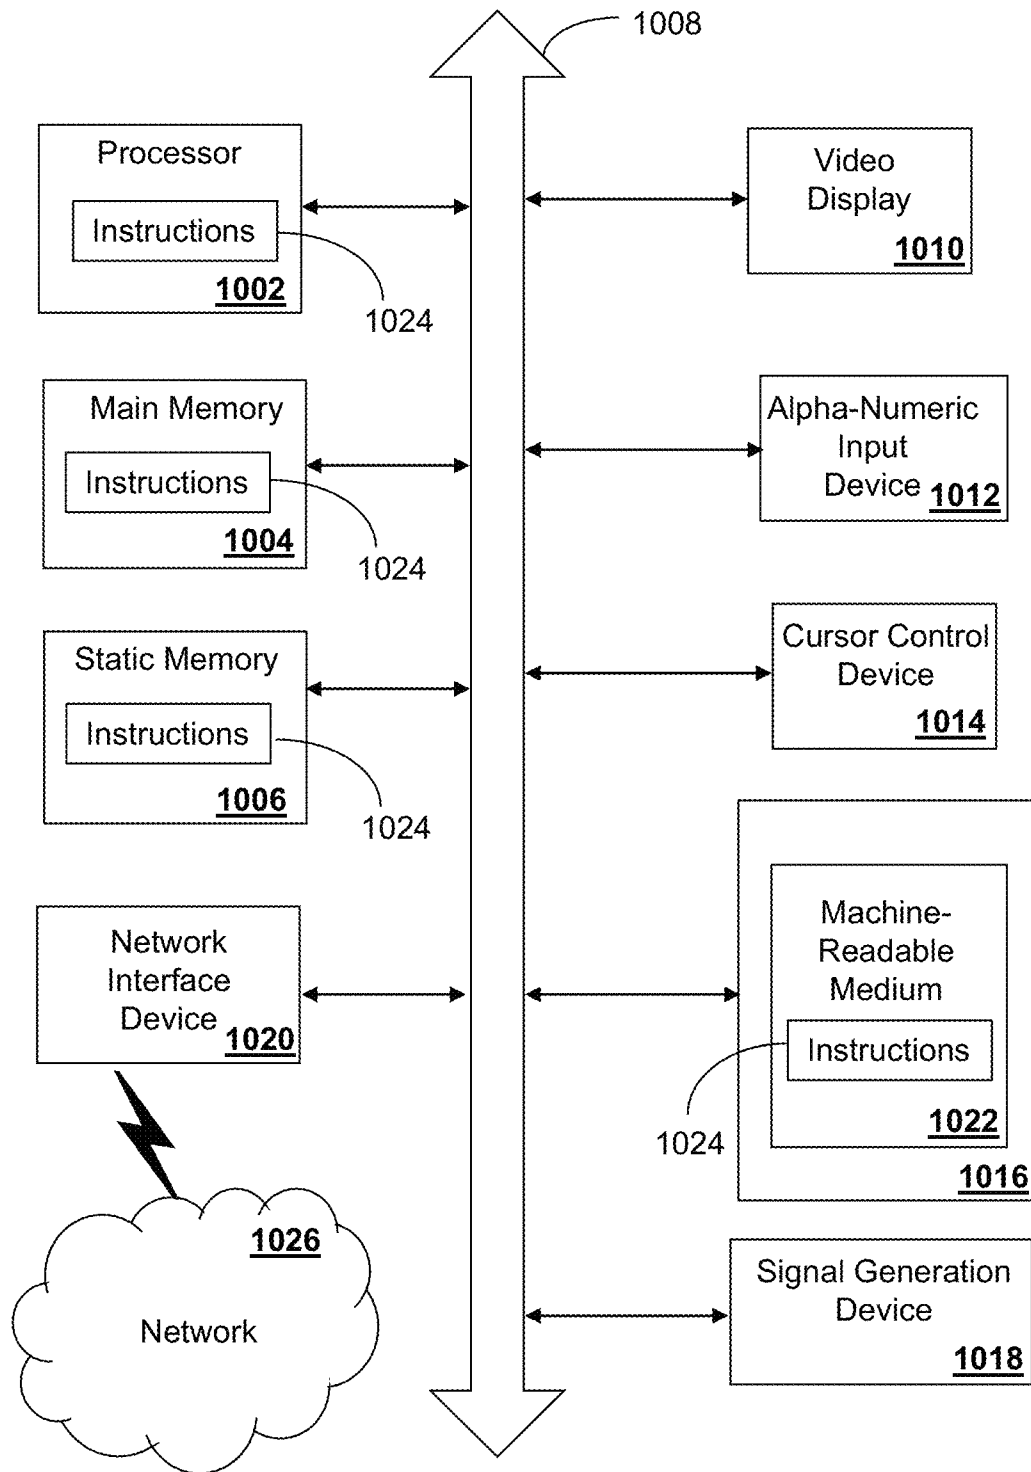 1008
Processor
Instructions
1002
1024
Main Memory
Instructions
1004
1024
Static Memory
Instructions
1006
1024
Network
Interface
Device
1020
1026
Network
Video
Display
1010
Alpha-Numeric
Input
Device
1012
Cursor Control
Device
1014
Machine-
Readable
Medium
Instructions
1024
1022
1016
Signal Generation
Device
1018